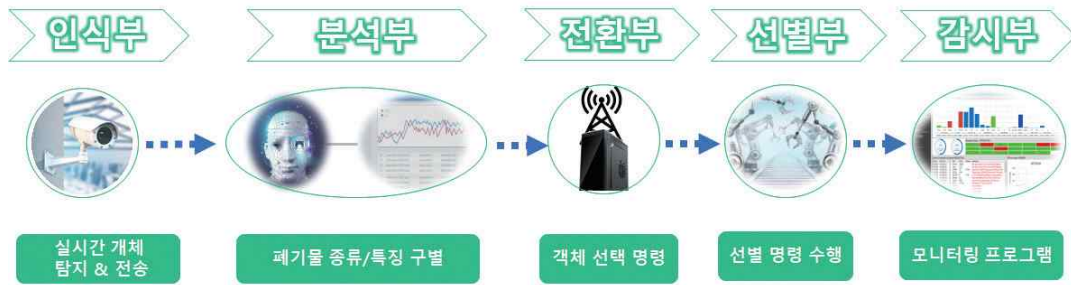 인식부
분석부
전환부
선별부
감시부
실시간 개체
탐지 & 전송
폐기물 종류/특징 구별
객체 선택 명령
선별 명령 수행
모니터링 프로그램